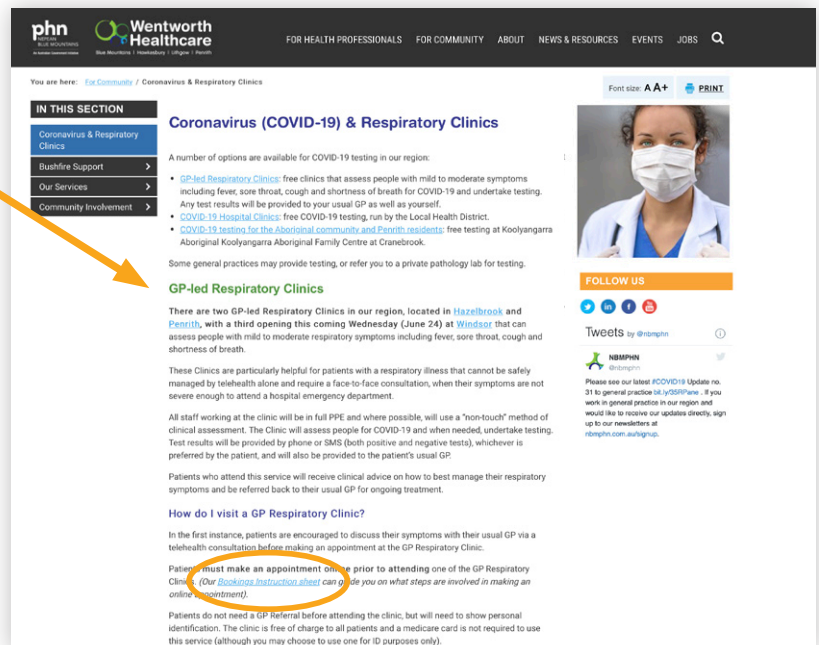 phn
NEPEAN
BLUE MOUNTAINS
An Australian Government Initiative
Wentworth
Healthcare
Blue Mountains | Hawkesbury | Lithgow | Penrith
FOR HEALTH PROFESSIONALS FOR COMMUNITY ABOUT NEWS & RESOURCES EVENTS JOBS
You are here: For Community / Coronavirus & Respiratory Clinics
Font size: A A+ PRINT
IN THIS SECTION
Coronavirus & Respiratory
Clinics
Bushfire Support
Our Services
Community Involvement
Coronavirus (COVID-19) & Respiratory Clinics
A number of options are available for COVID-19 testing in our region:
• GP-led Respiratory Clinics: free clinics that assess people with mild to moderate symptoms
including fever, sore throat, cough and shortness of breath for COVID-19 and undertake testing.
Any test results will be provided to your usual GP as well as yourself.
• COVID-19 Hospital Clinics: free COVID-19 testing, run by the Local Health District.
• COVID-19 testing for the Aboriginal community and Penrith residents: free testing at Koolyangarra
Aboriginal Koolyangarra Aboriginal Family Centre at Cranebrook.
Some general practices may provide testing, or refer you to a private pathology lab for testing.
GP-led Respiratory Clinics
There are two GP-led Respiratory Clinics in our region, located in Hazelbrook and
Penrith, with a third opening this coming Wednesday (June 24) at Windsor that can
assess people with mild to moderate respiratory symptoms including fever, sore throat, cough and
shortness of breath.
These Clinics are particularly helpful for patients with a respiratory illness that cannot be safely
managed by telehealth alone and require a face-to-face consultation, when their symptoms are not
severe enough to attend a hospital emergency department.
All staff working at the clinic will be in full PPE and where possible, will use a "non-touch" method of
clinical assessment. The Clinic will assess people for COVID-19 and when needed, undertake testing.
Test results will be provided by phone or SMS (both positive and negative tests), whichever is
preferred by the patient, and will also be provided to the patient's usual GP.
Patients who attend this service will receive clinical advice on how to best manage their respiratory
symptoms and be referred back to their usual GP for ongoing treatment.
How do I visit a GP Respiratory Clinic?
In the first instance, patients are encouraged to discuss their symptoms with their usual GP via a
telehealth consultation before making an appointment at the GP Respiratory Clinic.
Patients must make an appointment online prior to attending one of the GP Respiratory
Clinics. (Our Bookings Instruction sheet can guide you on what steps are involved in making an
online appointment).
Patients do not need a GP Referral before attending the clinic, but will need to show personal
identification. The clinic is free of charge to all patients and a medicare card is not required to use
this service (although you may choose to use one for ID purposes only).
FOLLOW US
Tweets by @nbmphn
NBMPHN
@nbmphn
Please see our latest #COVID19 Update no.
31 to general practice bit.ly/35RPane . If you
work in general practice in our region and
would like to receive our updates directly, sign
up to our newsletters at
nbmphn.com.au/signup.